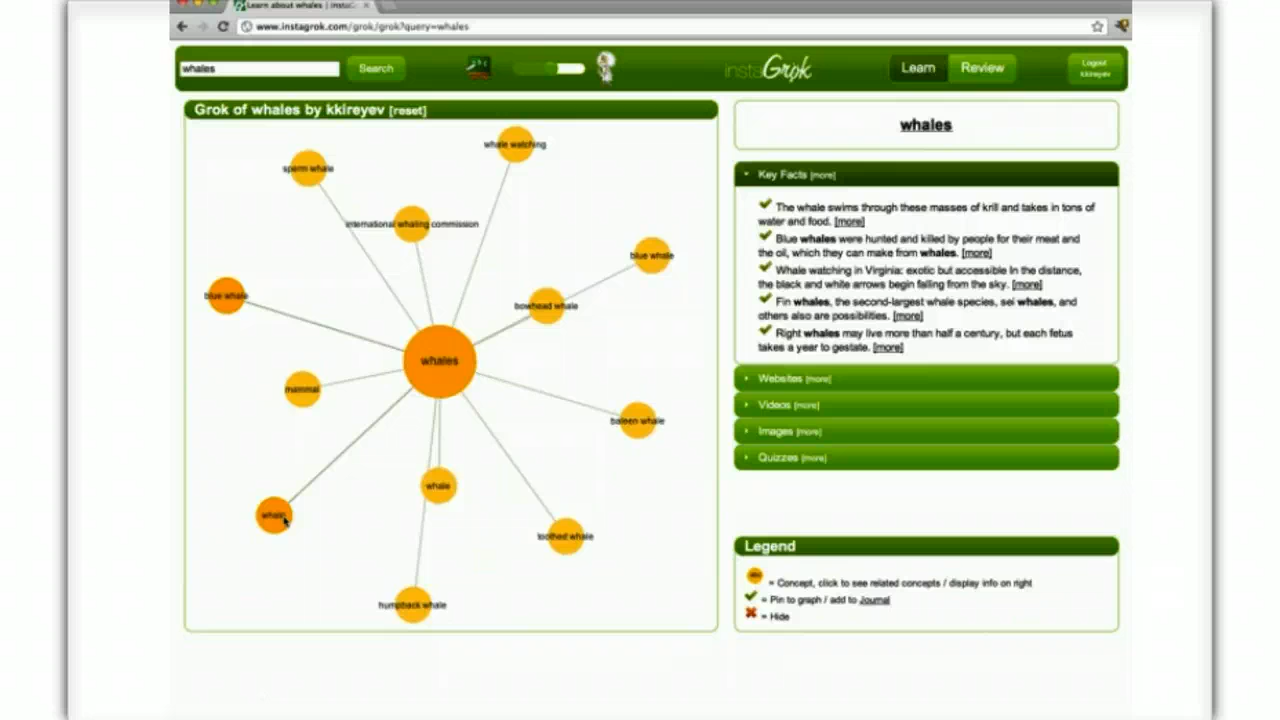 Learn about whales | insta
www.instagrok.com/grok/grok?query=whales
whales
Search
instaGrok
Learn
Review
Logout
kkireyev
Grok of whales by kkireyev [reset]
whale watching
sperm whale
international whaling commission
blue whale
blue whale
bowhead whale
whales
mammal
baleen whale
whale
whale
toothed whale
humpback whale
whales
Key Facts [more]
The whale swims through these masses of krill and takes in tons of
water and food. [more]
Blue whales were hunted and killed by people for their meat and
the oil, which they can make from whales. [more]
Whale watching in Virginia: exotic but accessible In the distance,
the black and white arrows begin falling from the sky. [more]
Fin whales, the second-largest whale species, sei whales, and
others also are possibilities. [more]
Right whales may live more than half a century, but each fetus
takes a year to gestate. [more]
Websites [more]
Videos [more]
Images [more]
Quizzes [more]
Legend
= Concept, click to see related concepts / display info on right
= Pin to graph / add to Journal
= Hide